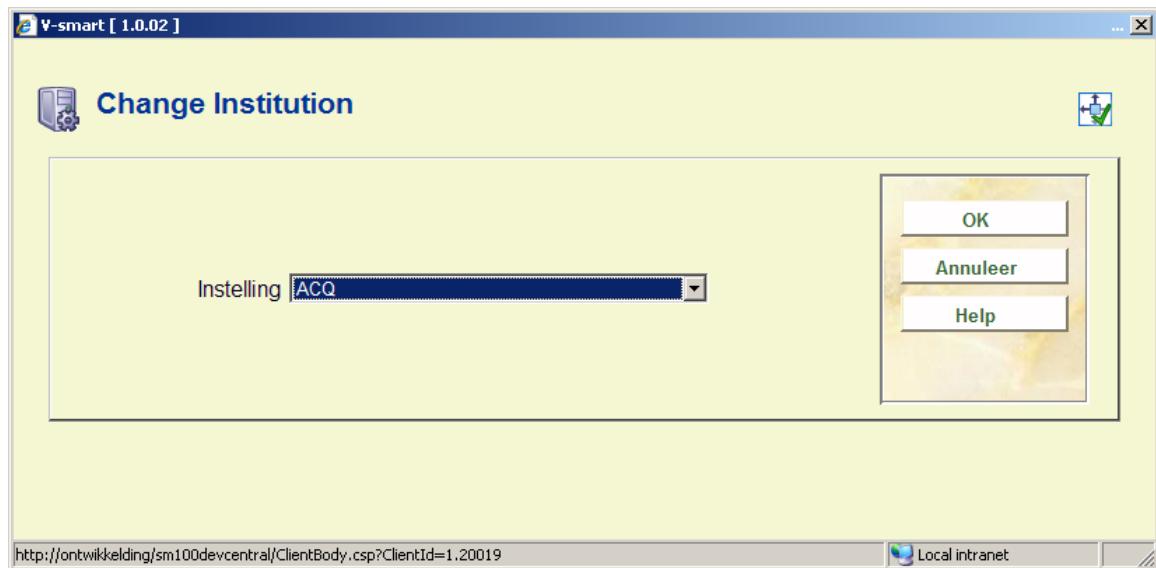 V-smart [ 1.0.02 ]
...
Change Institution
Instelling ACQ
OK
Annuleer
Help
http://ontwikkelding/sm100devcentral/ClientBody.csp?ClientId=1.20019
Local intranet